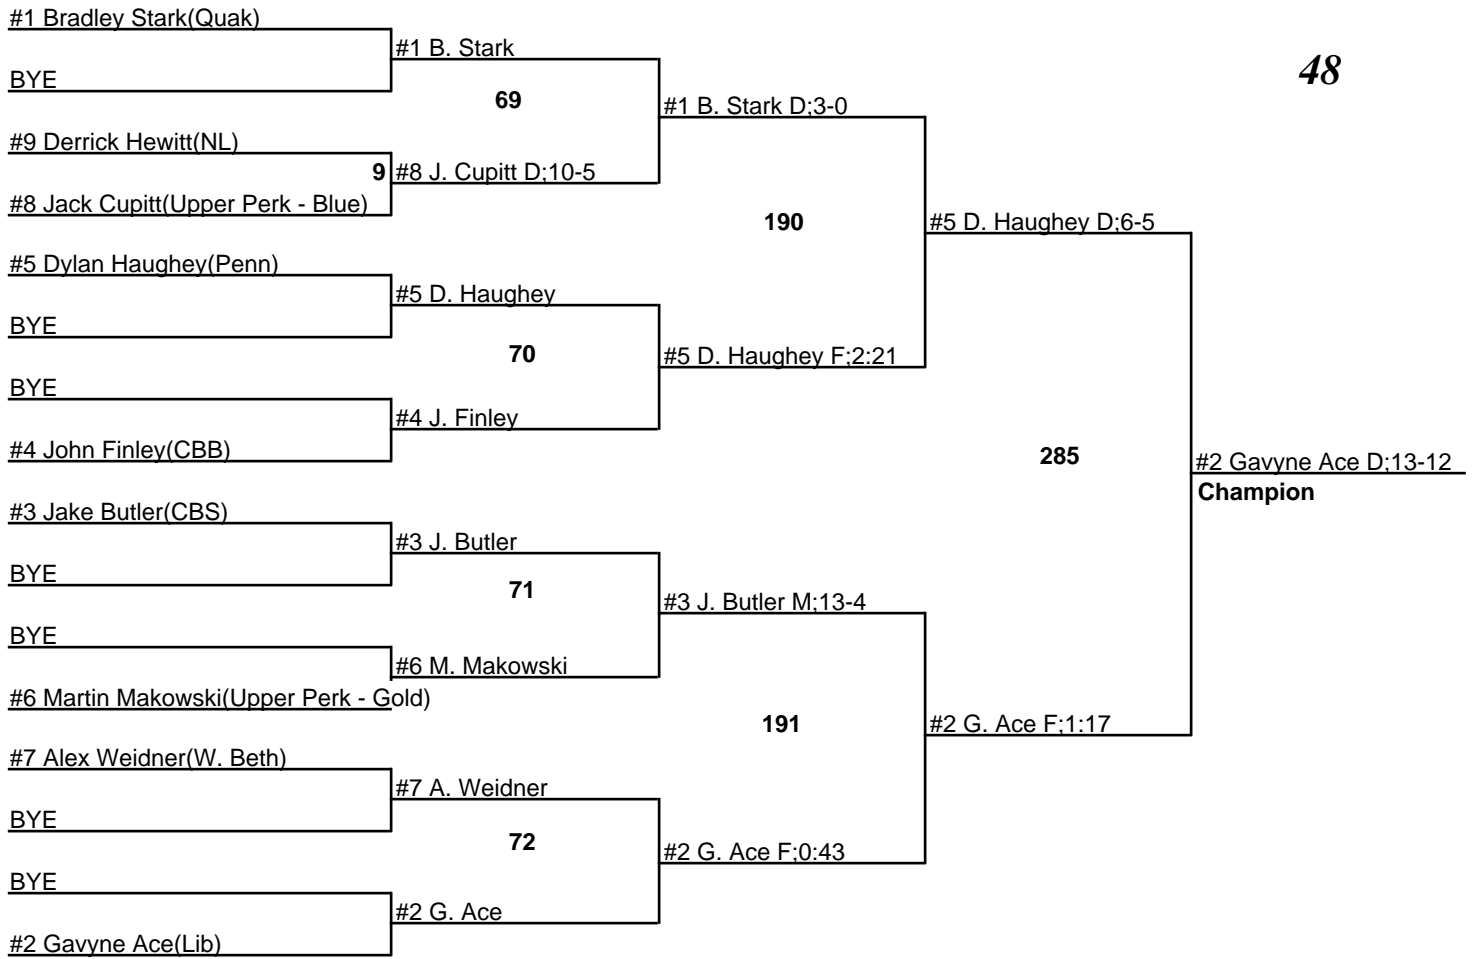 #1 Bradley Stark(Quak)
BYE
#9 Derrick Hewitt(NL)
#8 Jack Cupitt(Upper Perk - Blue)
#5 Dylan Haughey(Penn)
BYE
BYE
#4 John Finley(CBB)
#3 Jake Butler(CBS)
BYE
BYE
#6 Martin Makowski(Upper Perk - Gold)
#7 Alex Weidner(W. Beth)
BYE
BYE
#2 Gavyne Ace(Lib)
#1 B. Stark
69
9 #8 J. Cupitt D;10-5
#5 D. Haughey
70
#4 J. Finley
#3 J. Butler
71
#6 M. Makowski
#7 A. Weidner
72
#2 G. Ace
#1 B. Stark D;3-0
190
#5 D. Haughey F;2:21
#3 J. Butler M;13-4
191
#2 G. Ace F;0:43
#5 D. Haughey D;6-5
285
#2 G. Ace F;1:17
48
#2 Gavyne Ace D;13-12
Champion